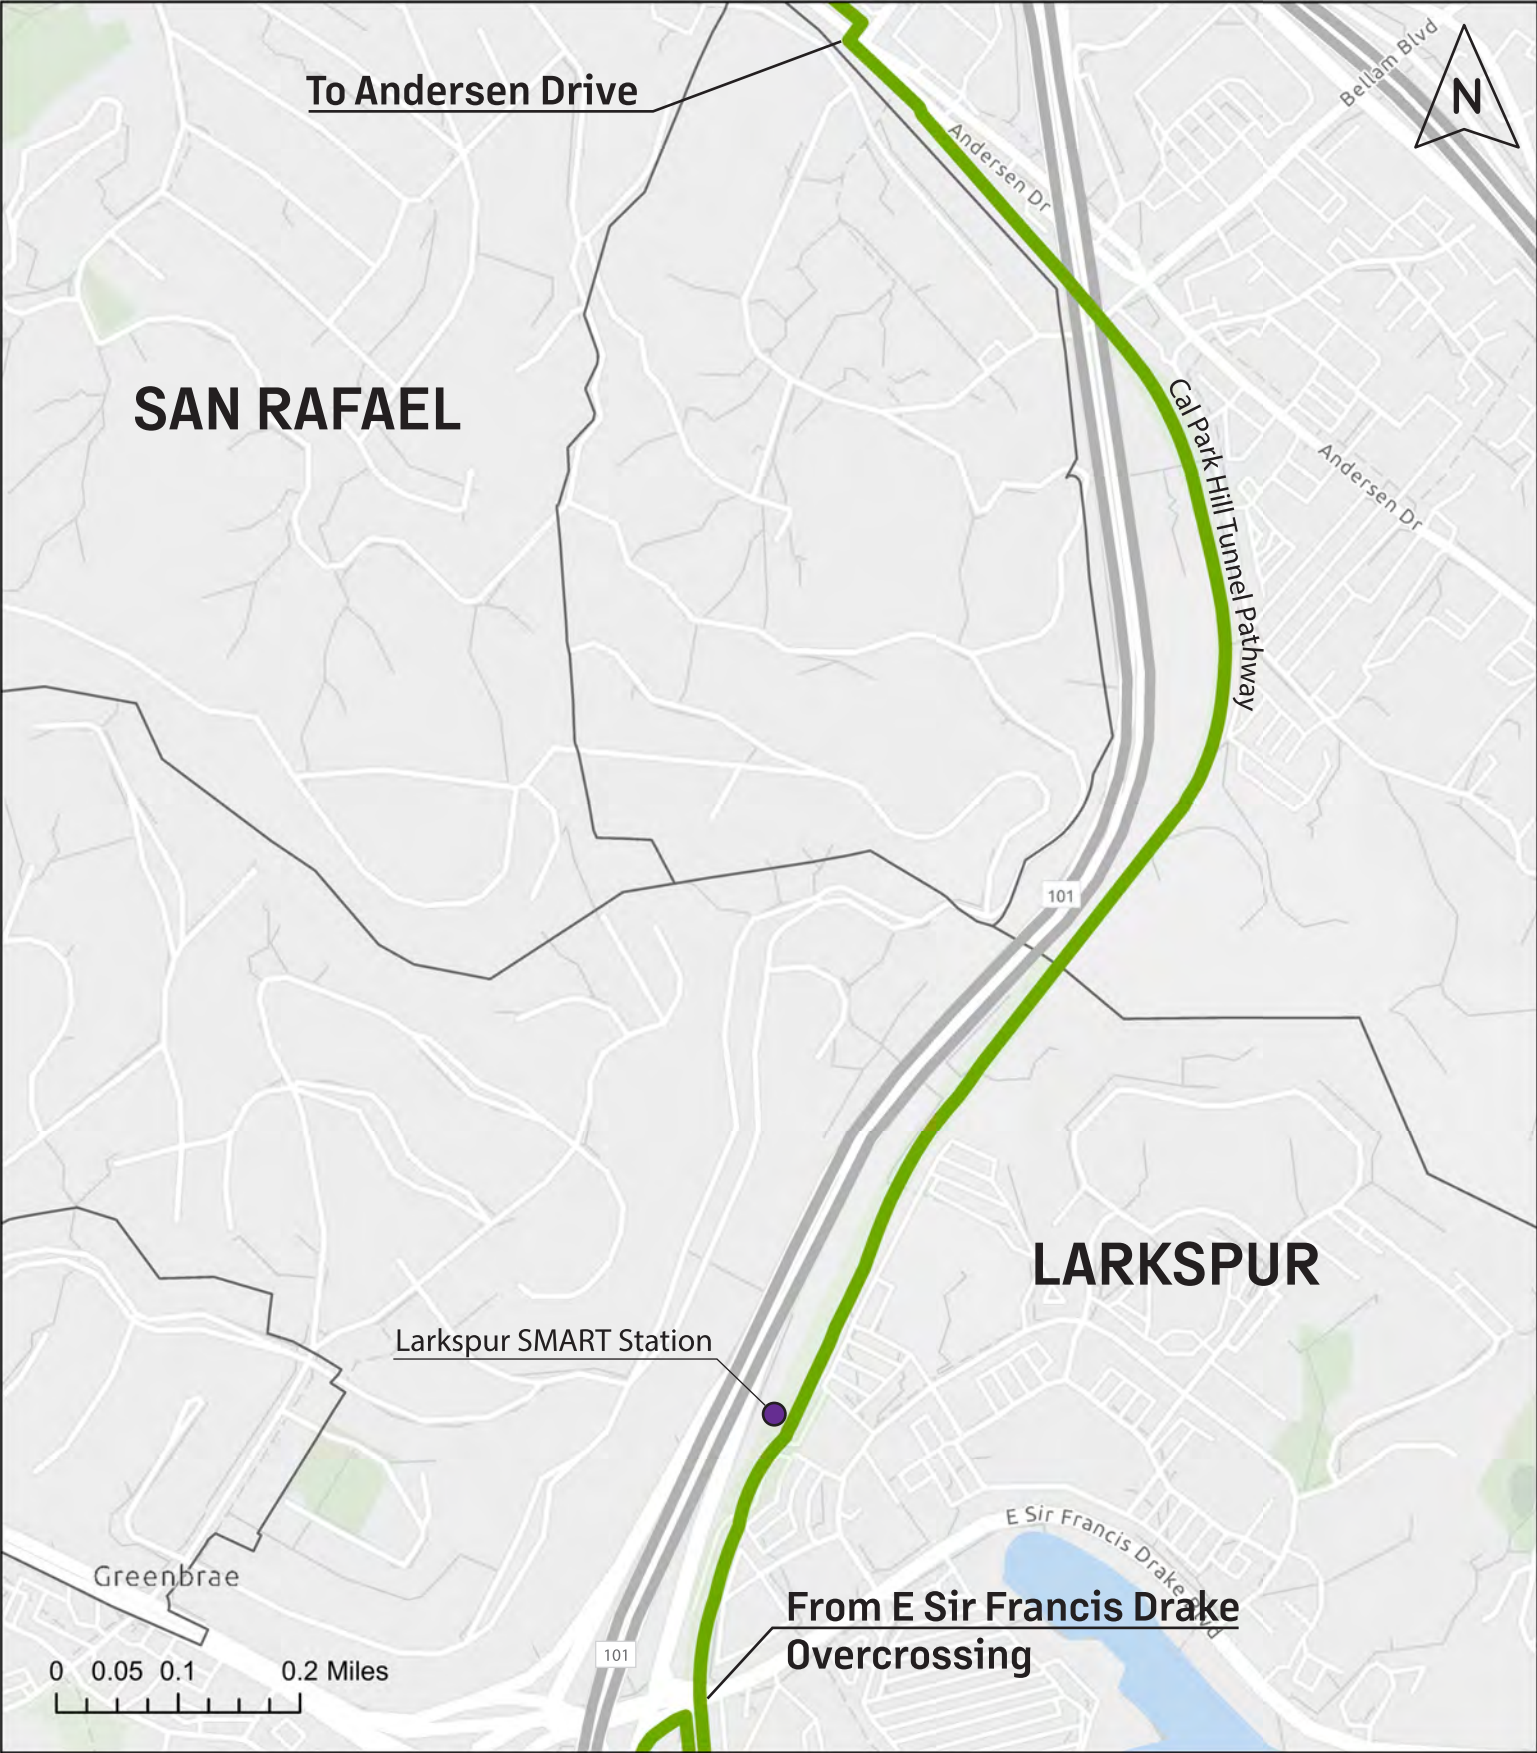 Bellam Blvd
N
To Andersen Drive
Andersen Dr
SAN RAFAEL
Cal Park Hill Tunnel Pathway
Andersen Dr
101
LARKSPUR
Larkspur SMART Station
E Sir Francis Drake Blvd
Greenbrae
From E Sir Francis Drake
Overcrossing
101
0 0.05 0.1 0.2 Miles